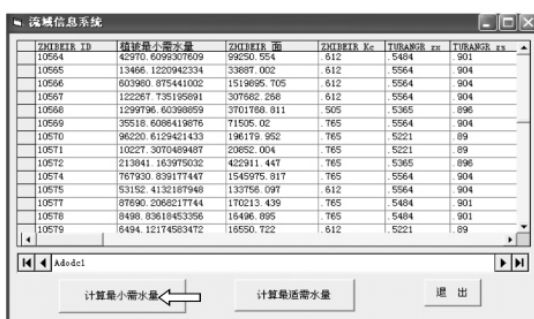 流域信息系统
ZHIBEIR ID 植被最小需水量 ZHIBEIR 面 ZHIBEIR Kc TURANGR zx TURANGR zs
10564 42970.6099307609 99250.554 .612 .5484 .901
10565 13466.1220942334 33887.002 .612 .5564 .904
10566 603980.875441002 1519895.705 .612 .5564 .904
10567 122267.735195891 307682.268 .612 .5564 .904
10568 1299796.60398859 3701768.811 .505 .5365 .896
10569 35518.6086419876 71505.02 .765 .5564 .904
10570 96220.6129421433 196179.952 .765 .5221 .89
10571 10227.3070489487 20852.004 .765 .5221 .89
10572 213841.163975032 422911.447 .765 .5365 .896
10574 767930.839177447 1545975.817 .765 .5564 .904
10575 53152.4132187948 133756.097 .612 .5564 .904
10577 87690.2068217744 170213.439 .765 .5484 .901
10578 8498.83618453356 16496.895 .765 .5484 .901
10579 6494.12174583472 16550.722 .612 .5221 .89
Adodc1
计算最小需水量 计算最适需水量 退 出